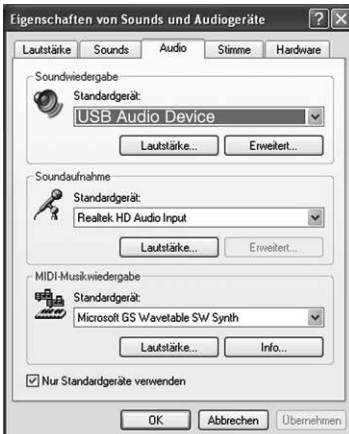 Eigenschaften von Sounds und Audiogeräte
Lautstärke Sounds Audio Stimme Hardware
Soundwiedergabe
Standardgerät:
USB Audio Device
Lautstärke... Erweitert...
Soundaufnahme
Standardgerät:
Realtek HD Audio Input
Lautstärke... Erweitert...
MIDI-Musikwiedergabe
Standardgerät:
Microsoft GS Wavetable SW Synth
Lautstärke... Info...
Nur Standardgeräte verwenden
OK Abbrechen Übernehmen